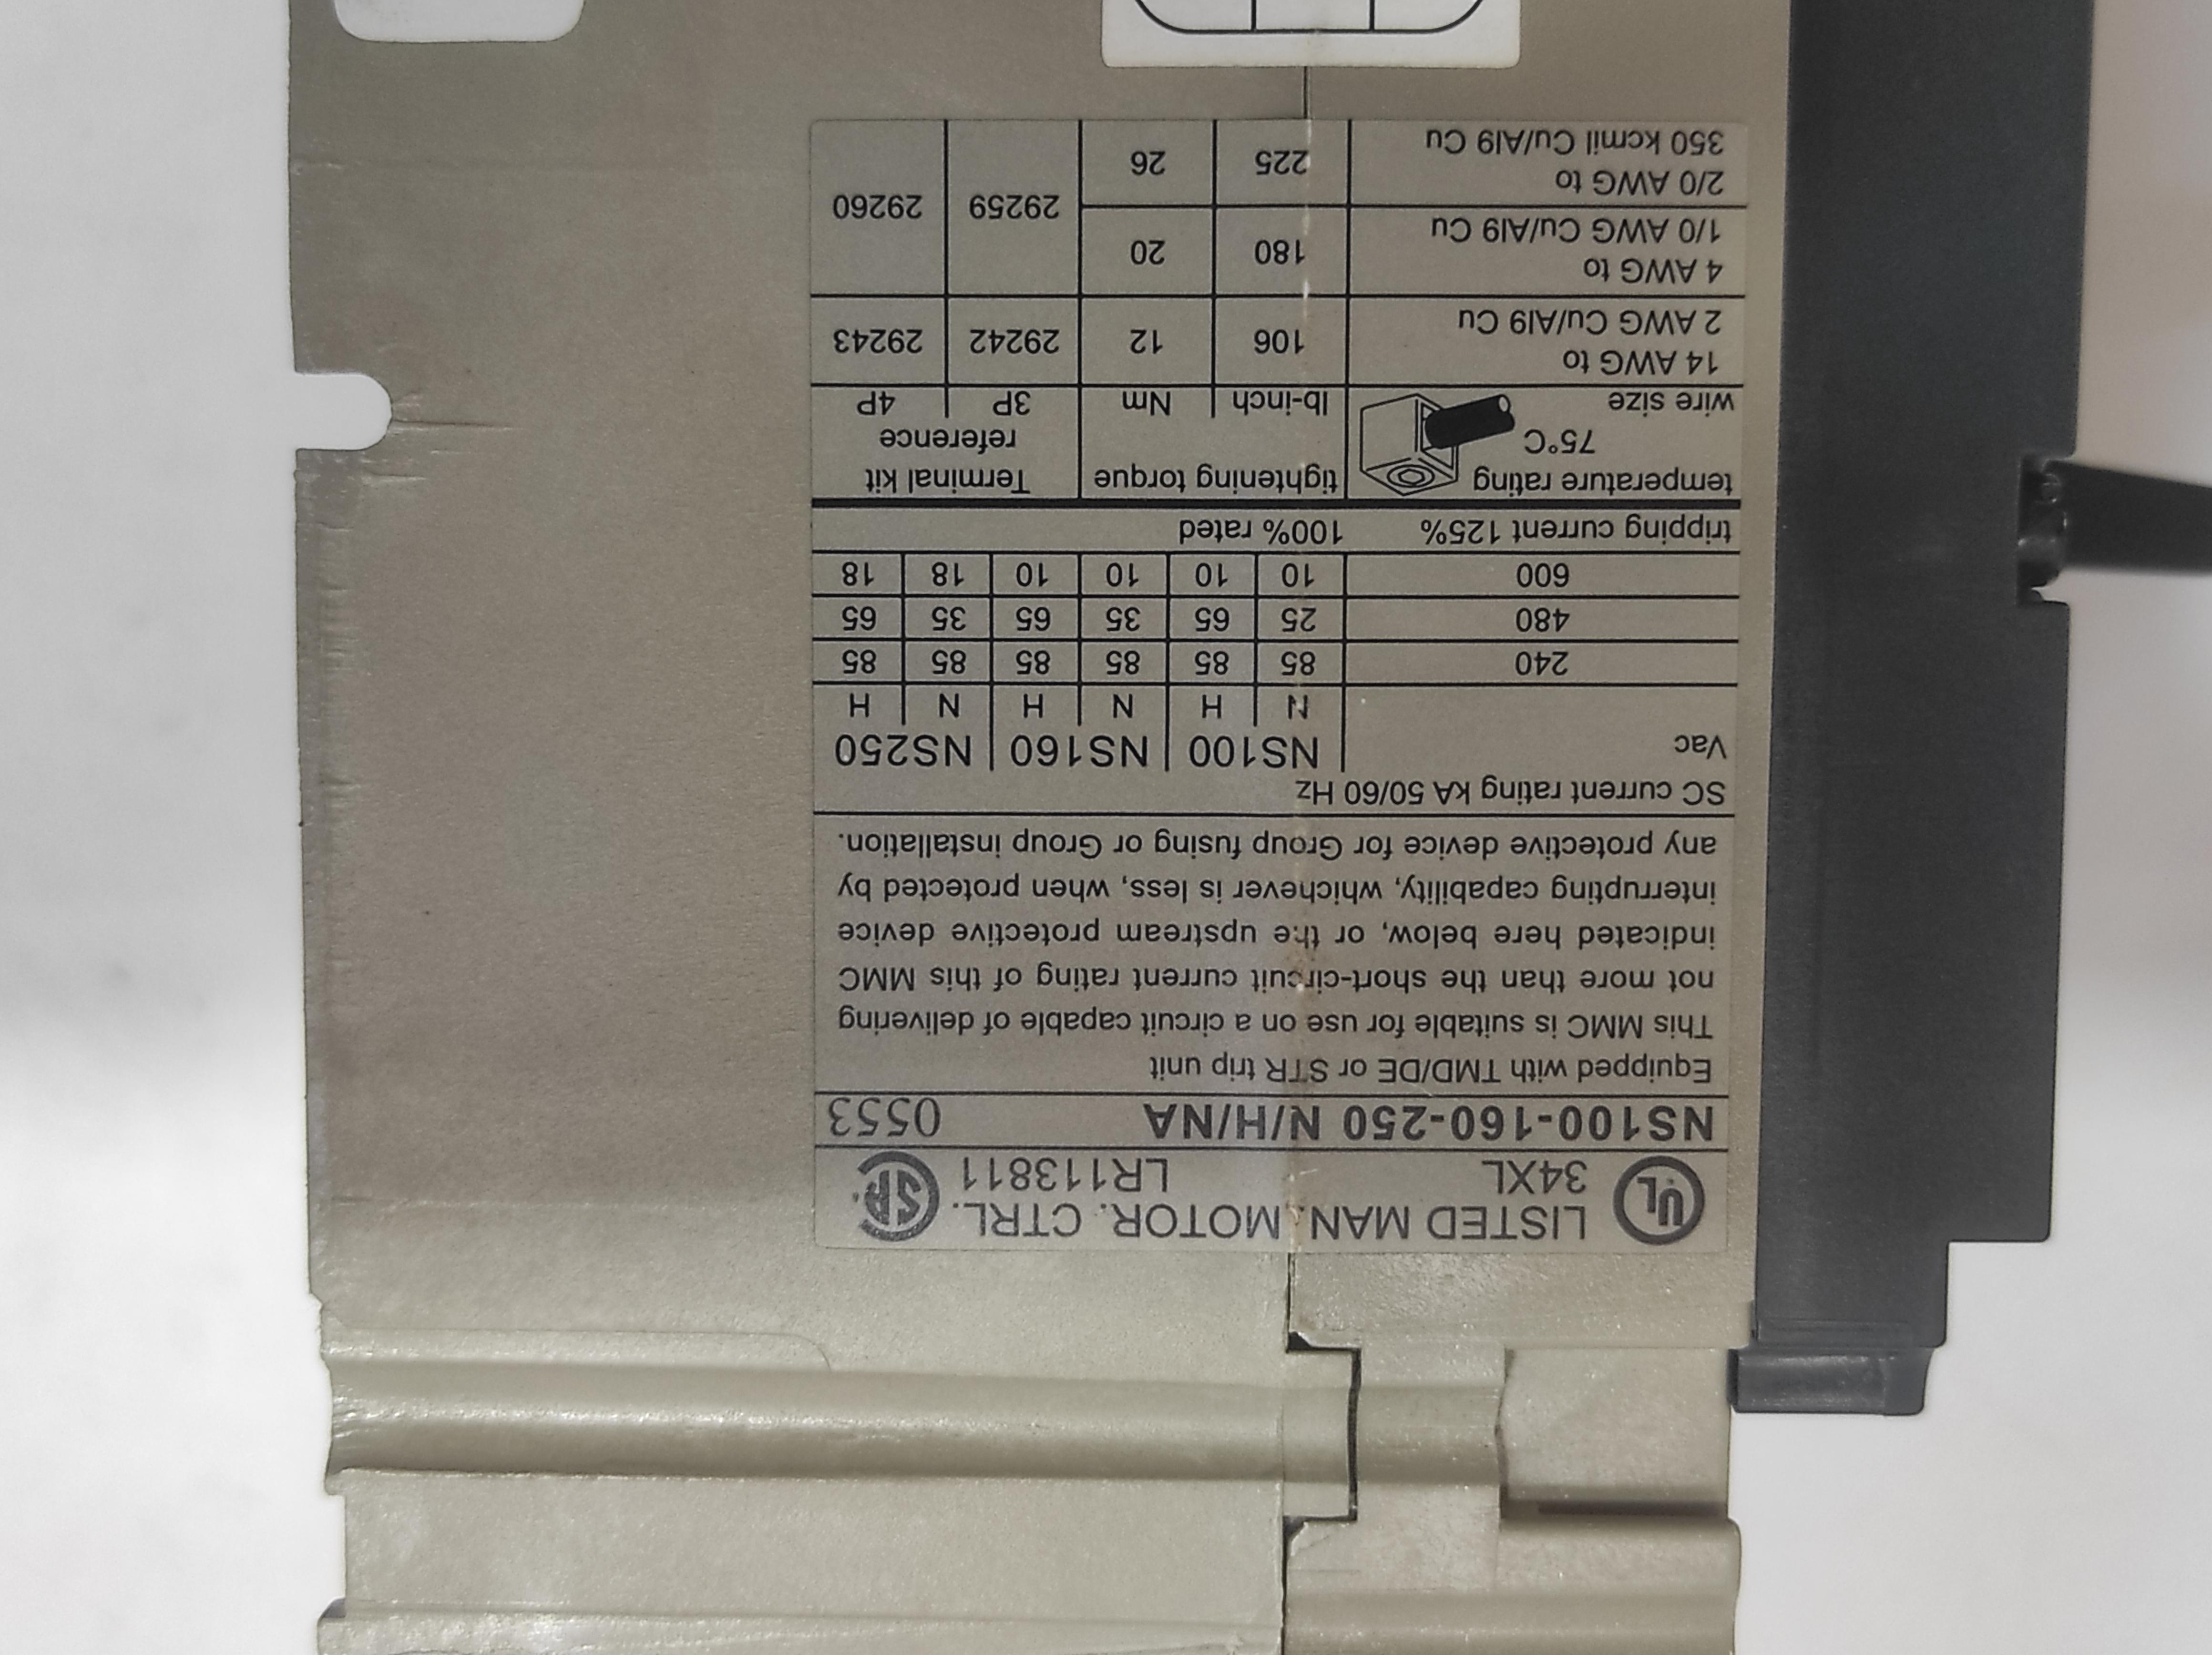 UL LISTED MAN. MOTOR. CTRL. SA
34XL LR113811
NS100-160-250 N/H/NA 0553
Equipped with TMD/DE or STR trip unit
This MMC is suitable for use on a circuit capable of delivering
not more than the short-circuit current rating of this MMC
indicated here below, or the upstream protective device
interrupting capability, whichever is less, when protected by
any protective device for Group fusing or Group installation.
SC current rating kA 50/60 Hz
Vac NS100 NS160 NS250
N H N H N H
240 85 85 85 85 85 85
480 25 65 35 65 35 65
600 10 10 10 10 18 18
tripping current 125% 100% rated
temperature rating tightening torque Terminal kit
75°C reference
wire size lb-inch Nm 3P 4P
14 AWG to
2 AWG Cu/Al9 Cu 106 12 29242 29243
4 AWG to
1/0 AWG Cu/Al9 Cu 180 20 29259 29260
2/0 AWG to
350 kcmil Cu/Al9 Cu 225 26